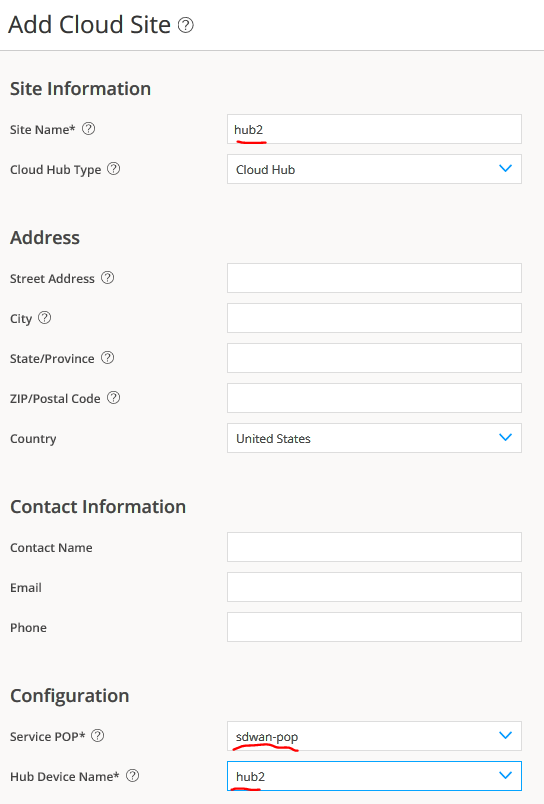 Add Cloud Site ?
Site Information
Site Name* ? hub2
Cloud Hub Type ? Cloud Hub
Address
Street Address ?
City ?
State/Province ?
ZIP/Postal Code ?
Country United States
Contact Information
Contact Name
Email
Phone
Configuration
Service POP* ? sdwan-pop
Hub Device Name* ? hub2